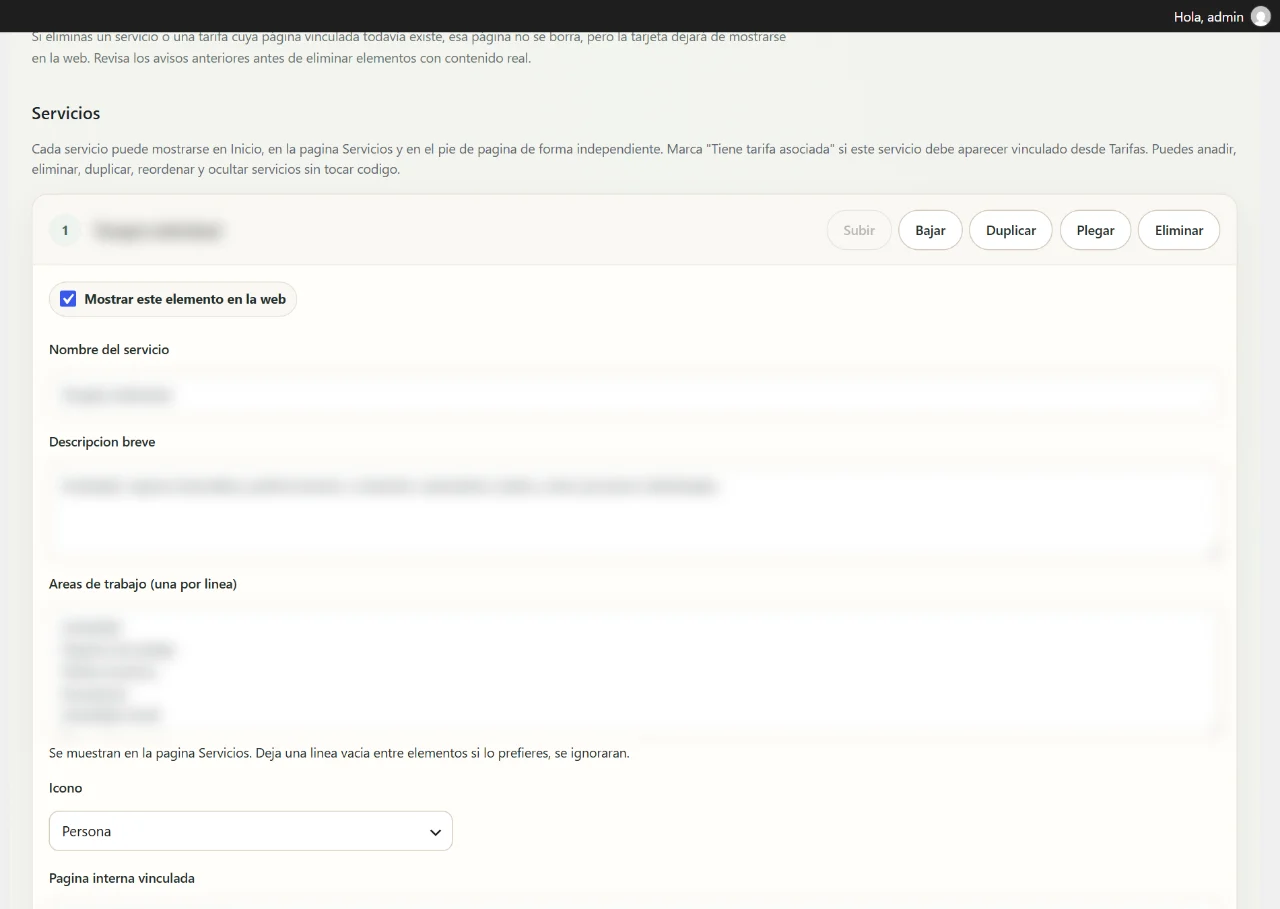 Hola, admin
Si eliminas un servicio o una tarifa cuya página vinculada todavía existe, esa página no se borra, pero la tarjeta dejará de mostrarse
en la web. Revisa los avisos anteriores antes de eliminar elementos con contenido real.
Servicios
Cada servicio puede mostrarse en Inicio, en la pagina Servicios y en el pie de pagina de forma independiente. Marca "Tiene tarifa asociada" si este servicio debe aparecer vinculado desde Tarifas. Puedes anadir,
eliminar, duplicar, reordenar y ocultar servicios sin tocar codigo.
1
Subir
Bajar
Duplicar
Plegar
Eliminar
Mostrar este elemento en la web
Nombre del servicio
Descripcion breve
Areas de trabajo (una por linea)
Se muestran en la pagina Servicios. Deja una linea vacia entre elementos si lo prefieres, se ignoraran.
Icono
Persona
Pagina interna vinculada